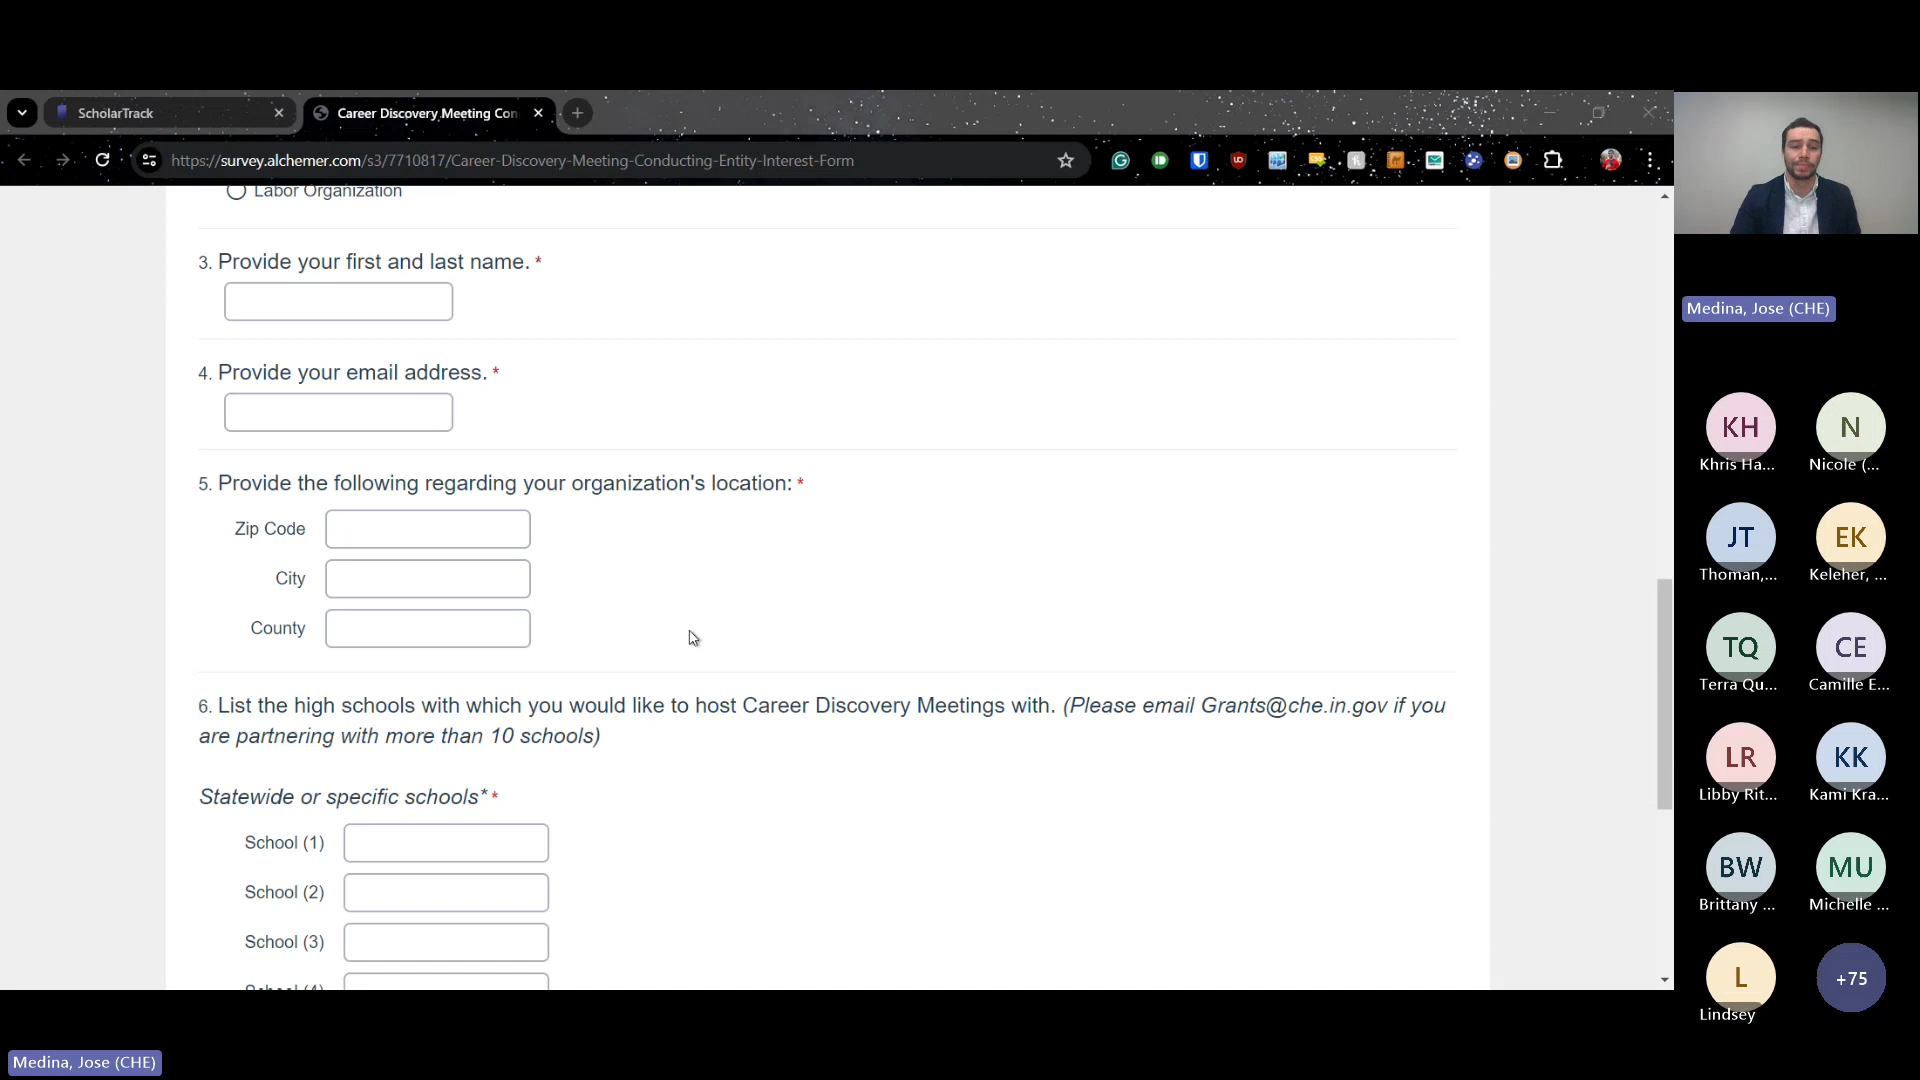 ScholarTrack
Career Discovery Meeting Con
https://survey.alchemer.com/s3/7710817/Career-Discovery-Meeting-Conducting-Entity-Interest-Form
Labor Organization
3. Provide your first and last name. *
4. Provide your email address. *
5. Provide the following regarding your organization's location: *
Zip Code
City
County
6. List the high schools with which you would like to host Career Discovery Meetings with. (Please email Grants@che.in.gov if you
are partnering with more than 10 schools)
Statewide or specific schools* *
School (1)
School (2)
School (3)
School (4)
Medina, Jose (CHE)
KH
Khris Ha...
N
Nicole (...
JT
Thoman,...
EK
Keleher, ...
TQ
Terra Qu...
CE
Camille E...
LR
Libby Rit...
KK
Kami Kra...
BW
Brittany ...
MU
Michelle ...
L
Lindsey
+75
Medina, Jose (CHE)